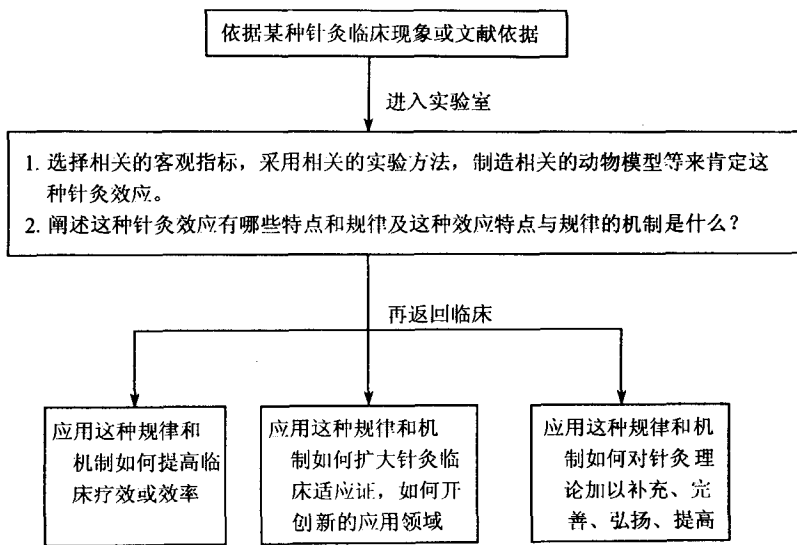 依据某种针灸临床现象或文献依据
进入实验室
1. 选择相关的客观指标，采用相关的实验方法，制造相关的动物模型等来肯定这
种针灸效应。
2. 阐述这种针灸效应有哪些特点和规律及这种效应特点与规律的机制是什么？
再返回临床
应用这种规律和
机制如何提高临
床疗效或效率
应用这种规律和机
制如何扩大针灸临
床适应证，如何开
创新的应用领域
应用这种规律和机
制如何对针灸理
论加以补充、完
善、弘扬、提高